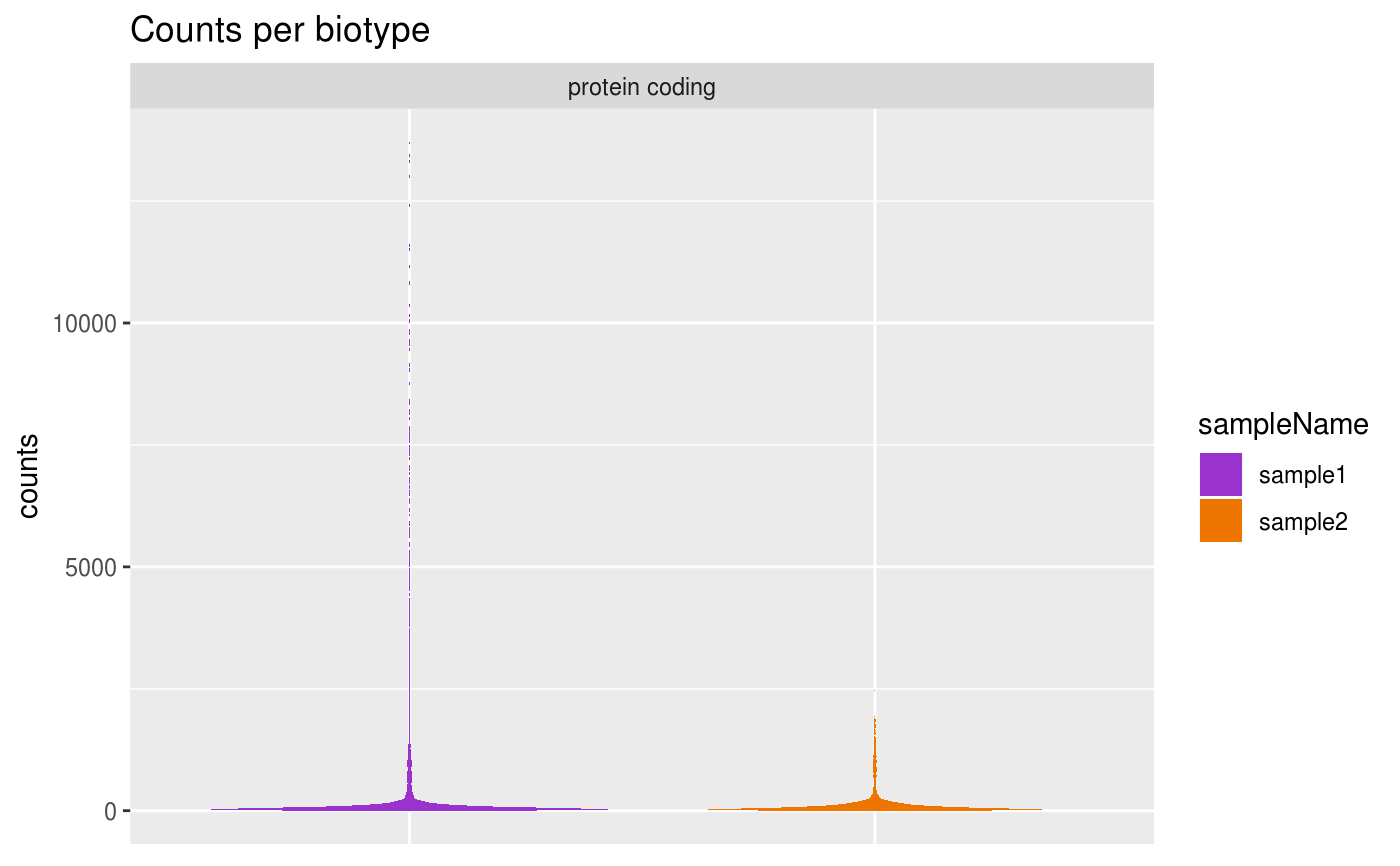 Counts per biotype
protein coding
10000
5000
0
counts
sampleName
sample1
sample2